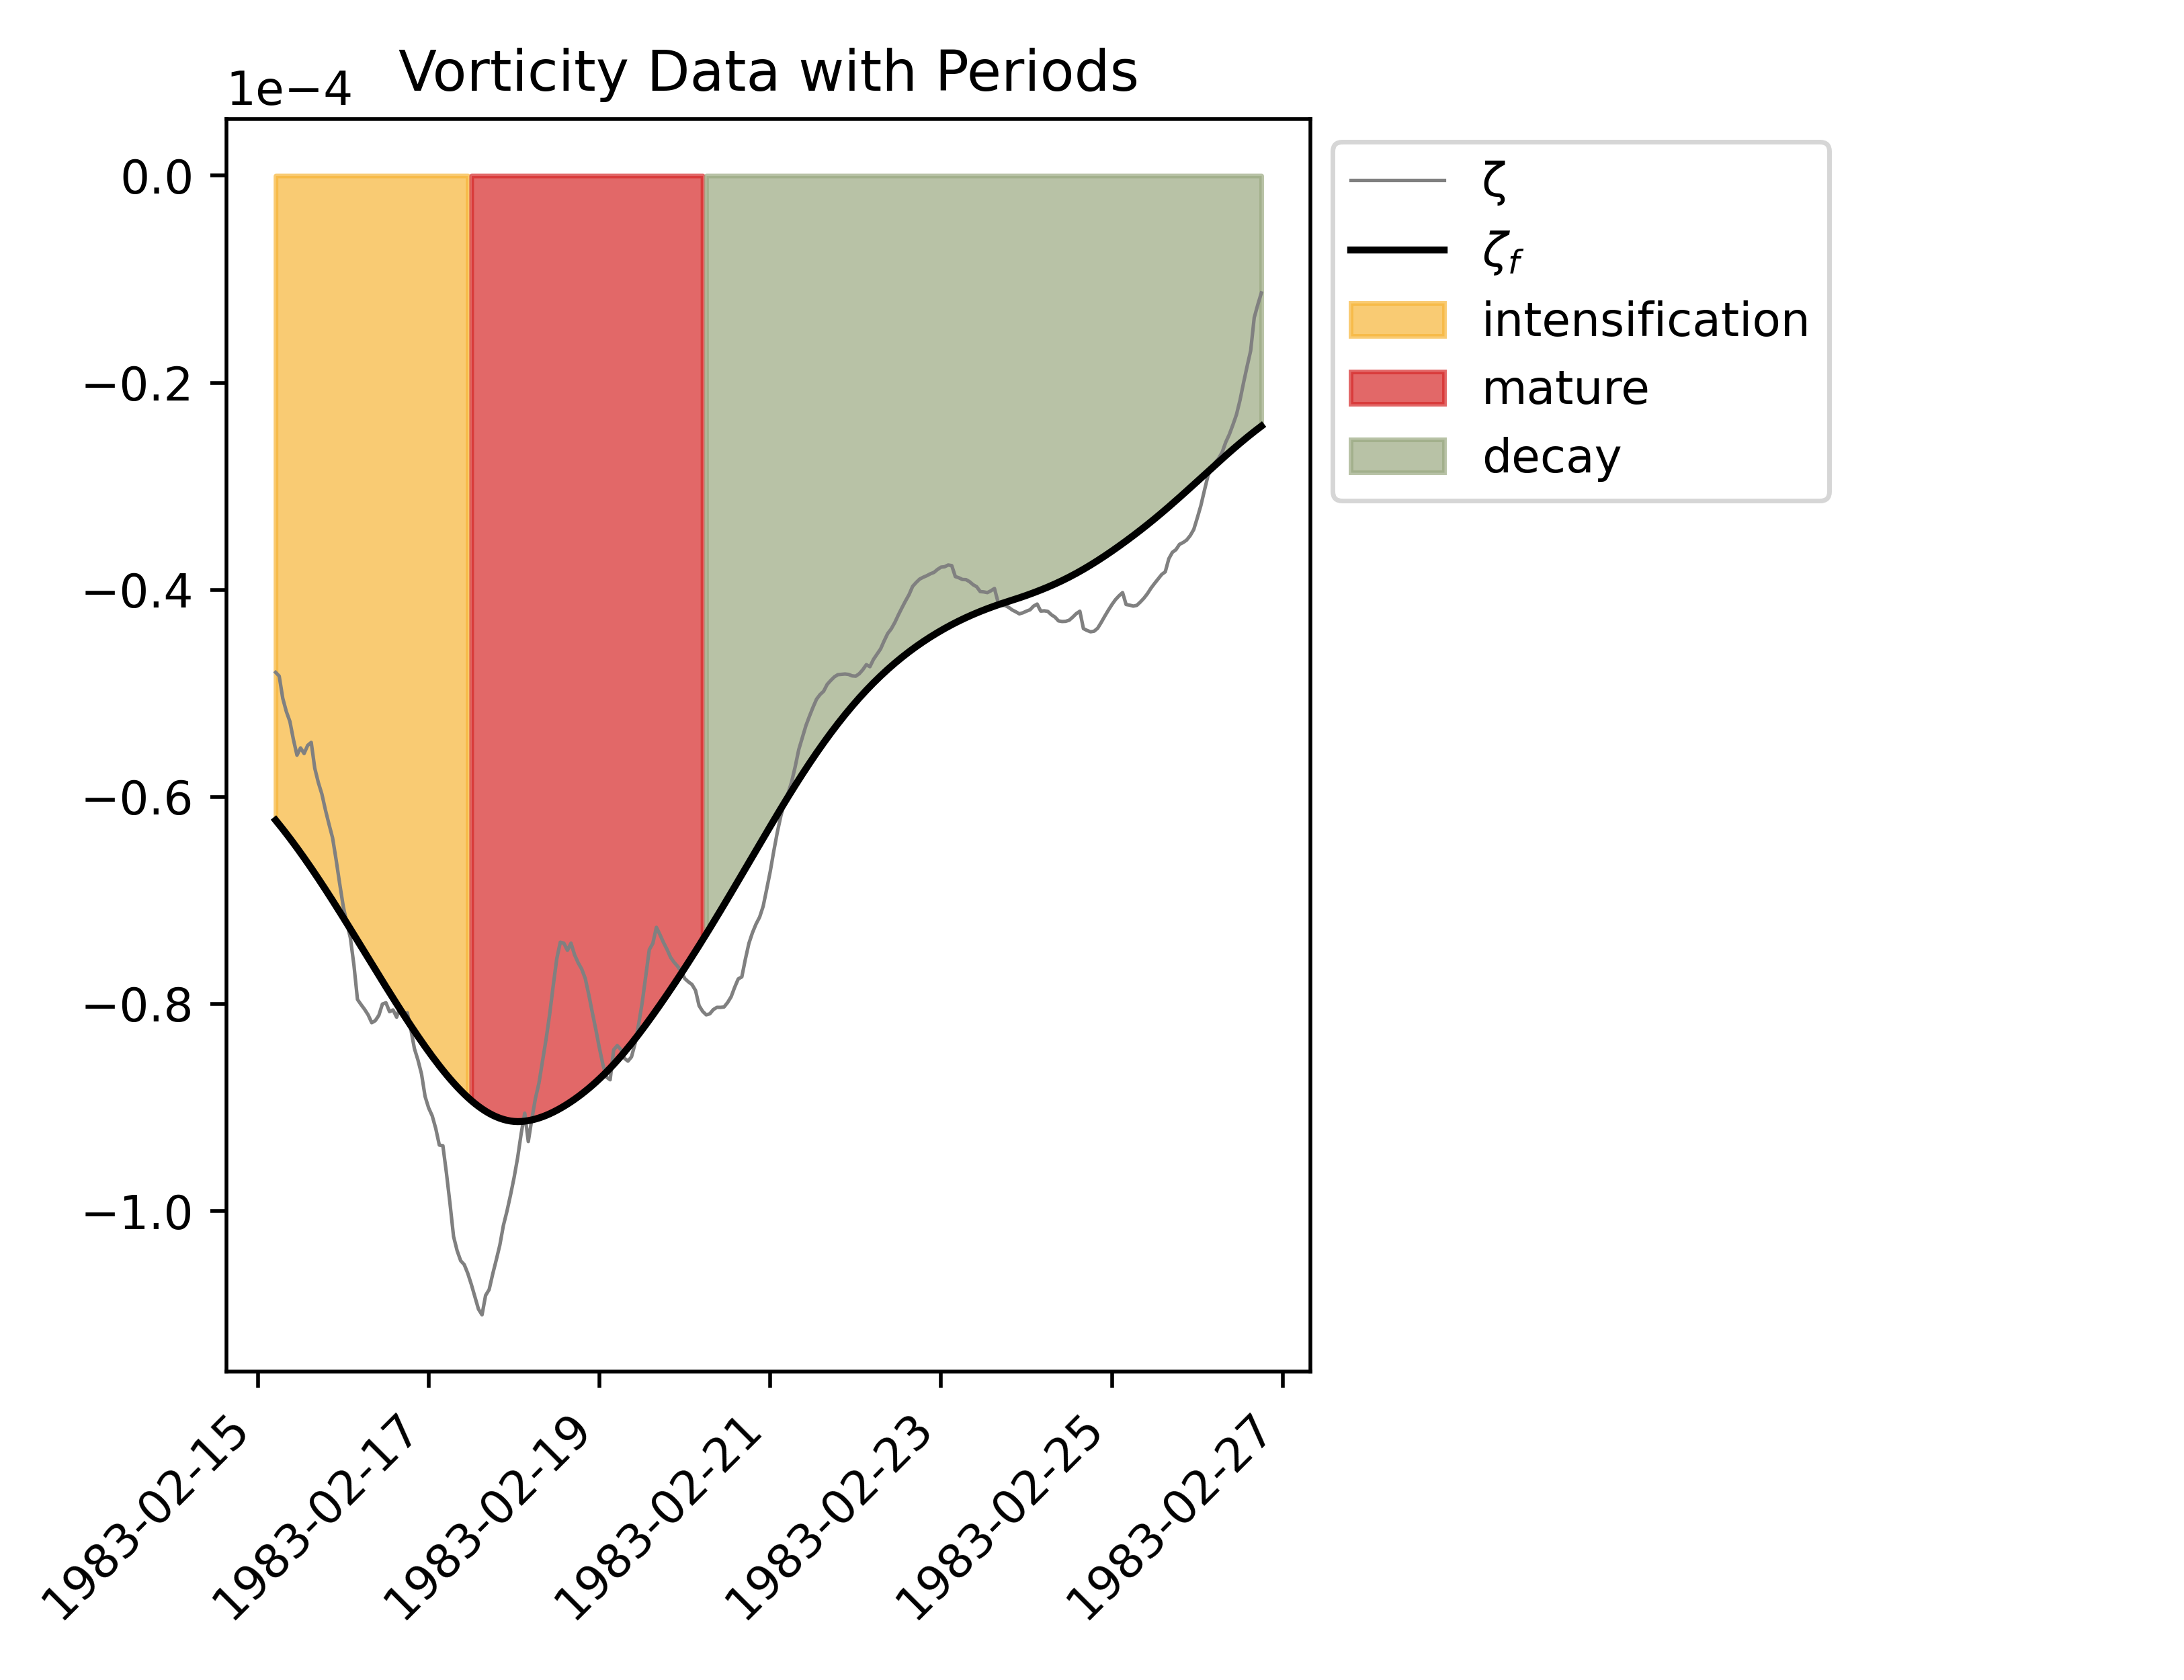 Vorticity Data with Periods
1e−4
0.0
−0.2
−0.4
−0.6
−0.8
−1.0
1983-02-15
1983-02-17
1983-02-19
1983-02-21
1983-02-23
1983-02-25
1983-02-27
ζ
ζf
intensification
mature
decay